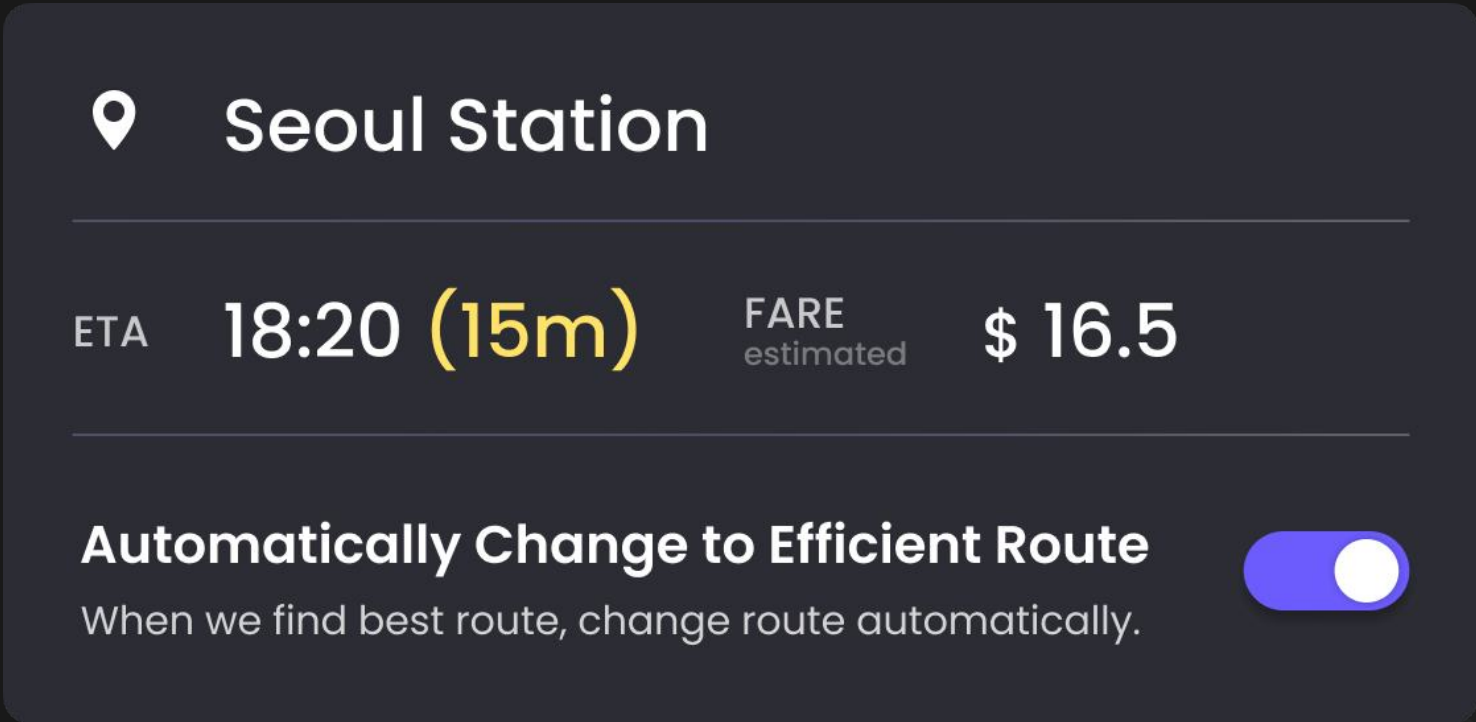 Seoul Station
ETA 18:20 (15m) FARE $ 16.5
estimated
Automatically Change to Efficient Route
When we find best route, change route automatically.